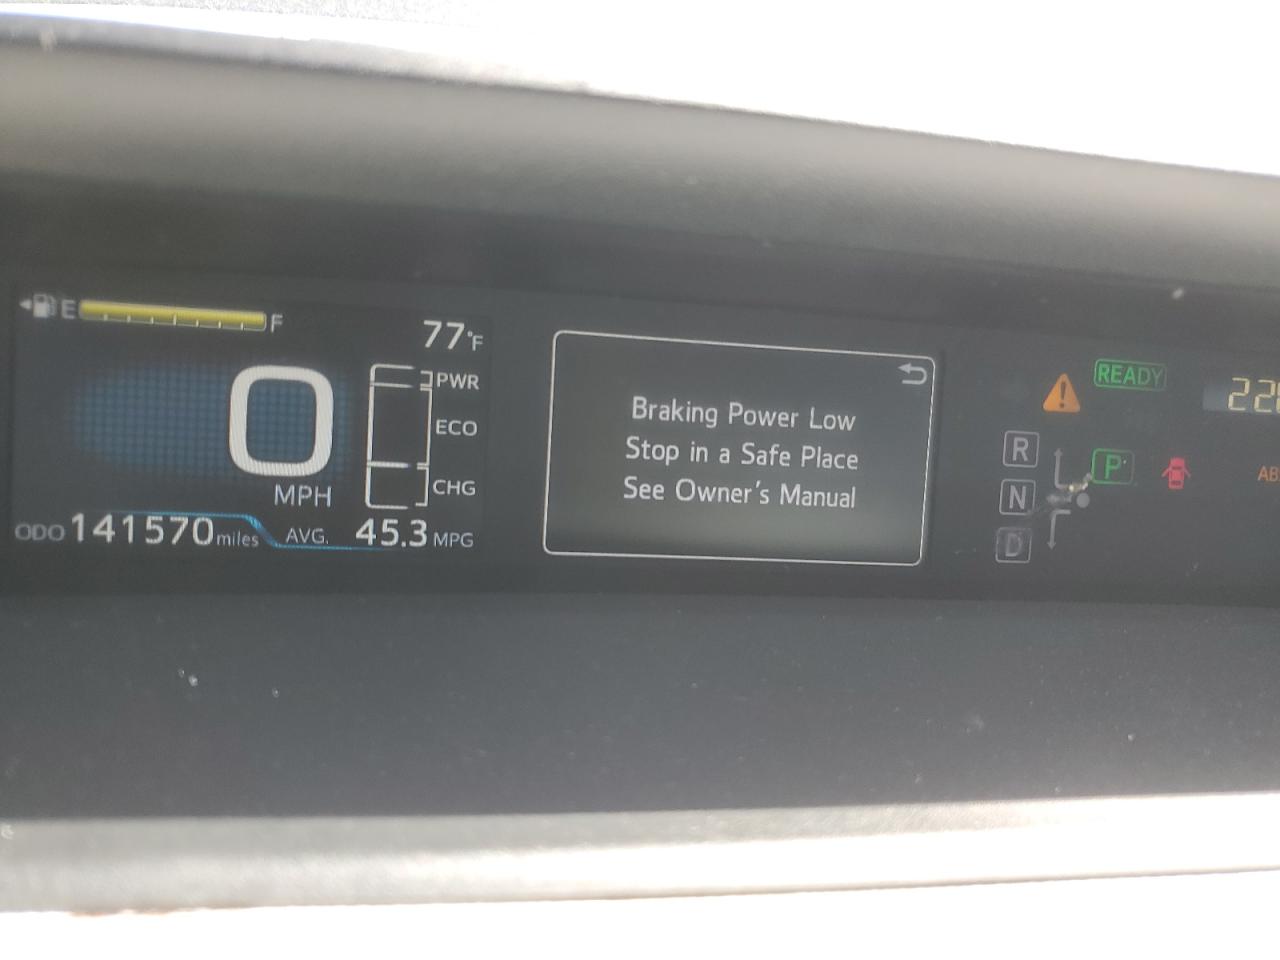 E F
77°F
0
MPH
PWR
ECO
CHG
ODO 141570 miles
AVG. 45.3 MPG
Braking Power Low
Stop in a Safe Place
See Owner's Manual
READY
R
N
D
P